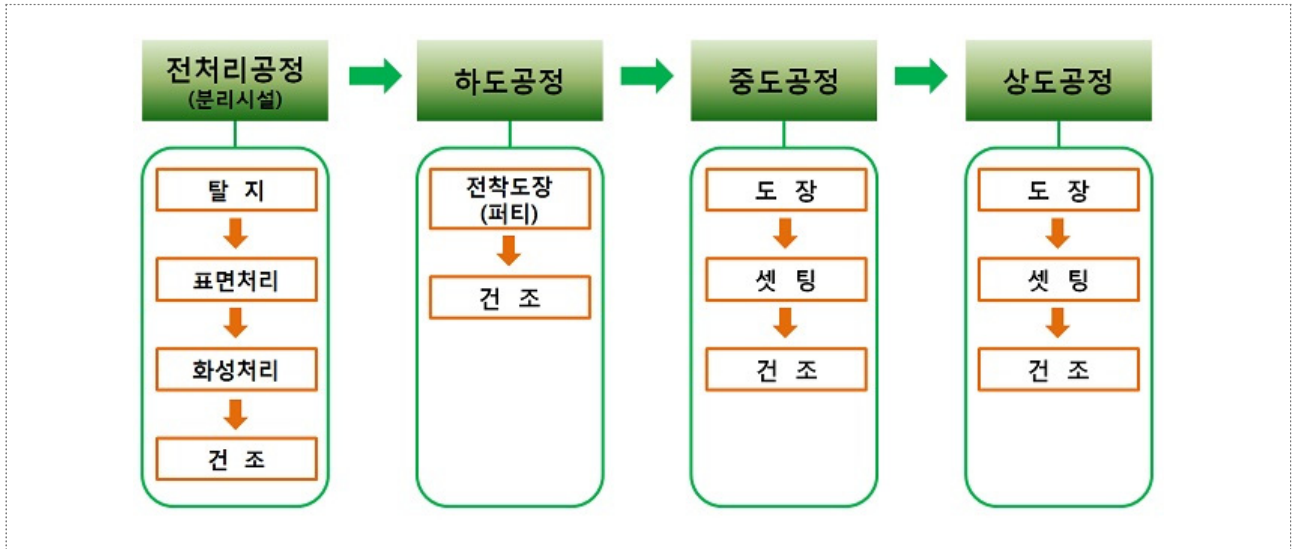 전처리공정
(분리시설)
탈 지
표면처리
화성처리
건 조
하도공정
전착도장
(퍼티)
건 조
중도공정
도 장
셋 팅
건 조
상도공정
도 장
셋 팅
건 조